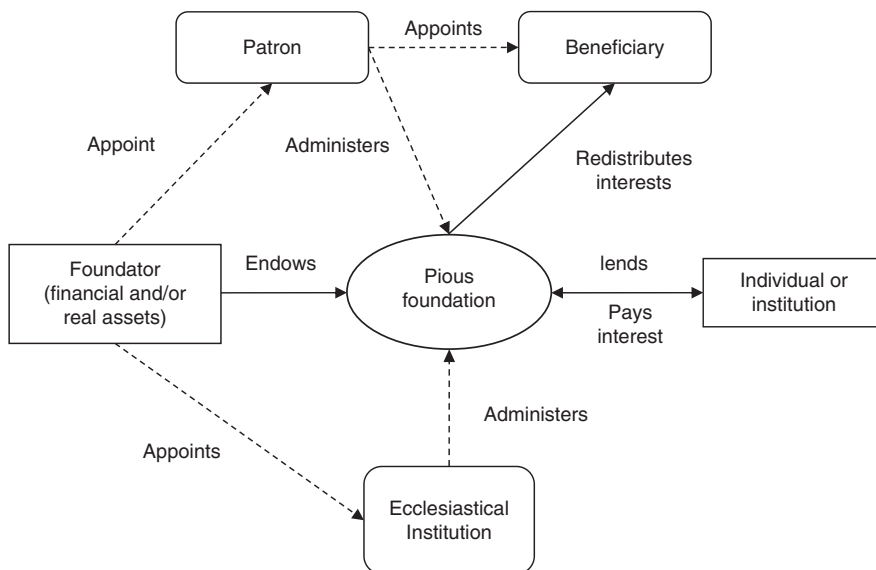 Appoints
Patron
Beneficiary
Appoint
Administers
Redistributes
interests
Foundator
(financial and/or
real assets)
Endows
Pious
foundation
lends
Pays
interest
Individual or
institution
Administers
Appoints
Ecclesiastical
Institution